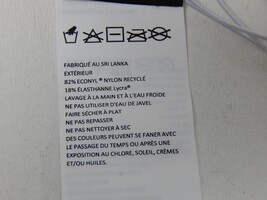 FABRIQUÉ AU SRI LANKA
EXTÉRIEUR
82% ECONYL® NYLON RECYCLÉ
18% ÉLASTHANNE Lycra®
LAVAGE À LA MAIN ET À L'EAU FROIDE
NE PAS UTILISER D'EAU DE JAVEL
FAIRE SÉCHER À PLAT
NE PAS REPASSER
NE PAS NETTOYER À SEC
DES COULEURS PEUVENT SE FANER AVEC
LE PASSAGE DU TEMPS OU APRÈS UNE
EXPOSITION AU CHLORE, SOLEIL, CRÈMES
ET/OU HUILES.